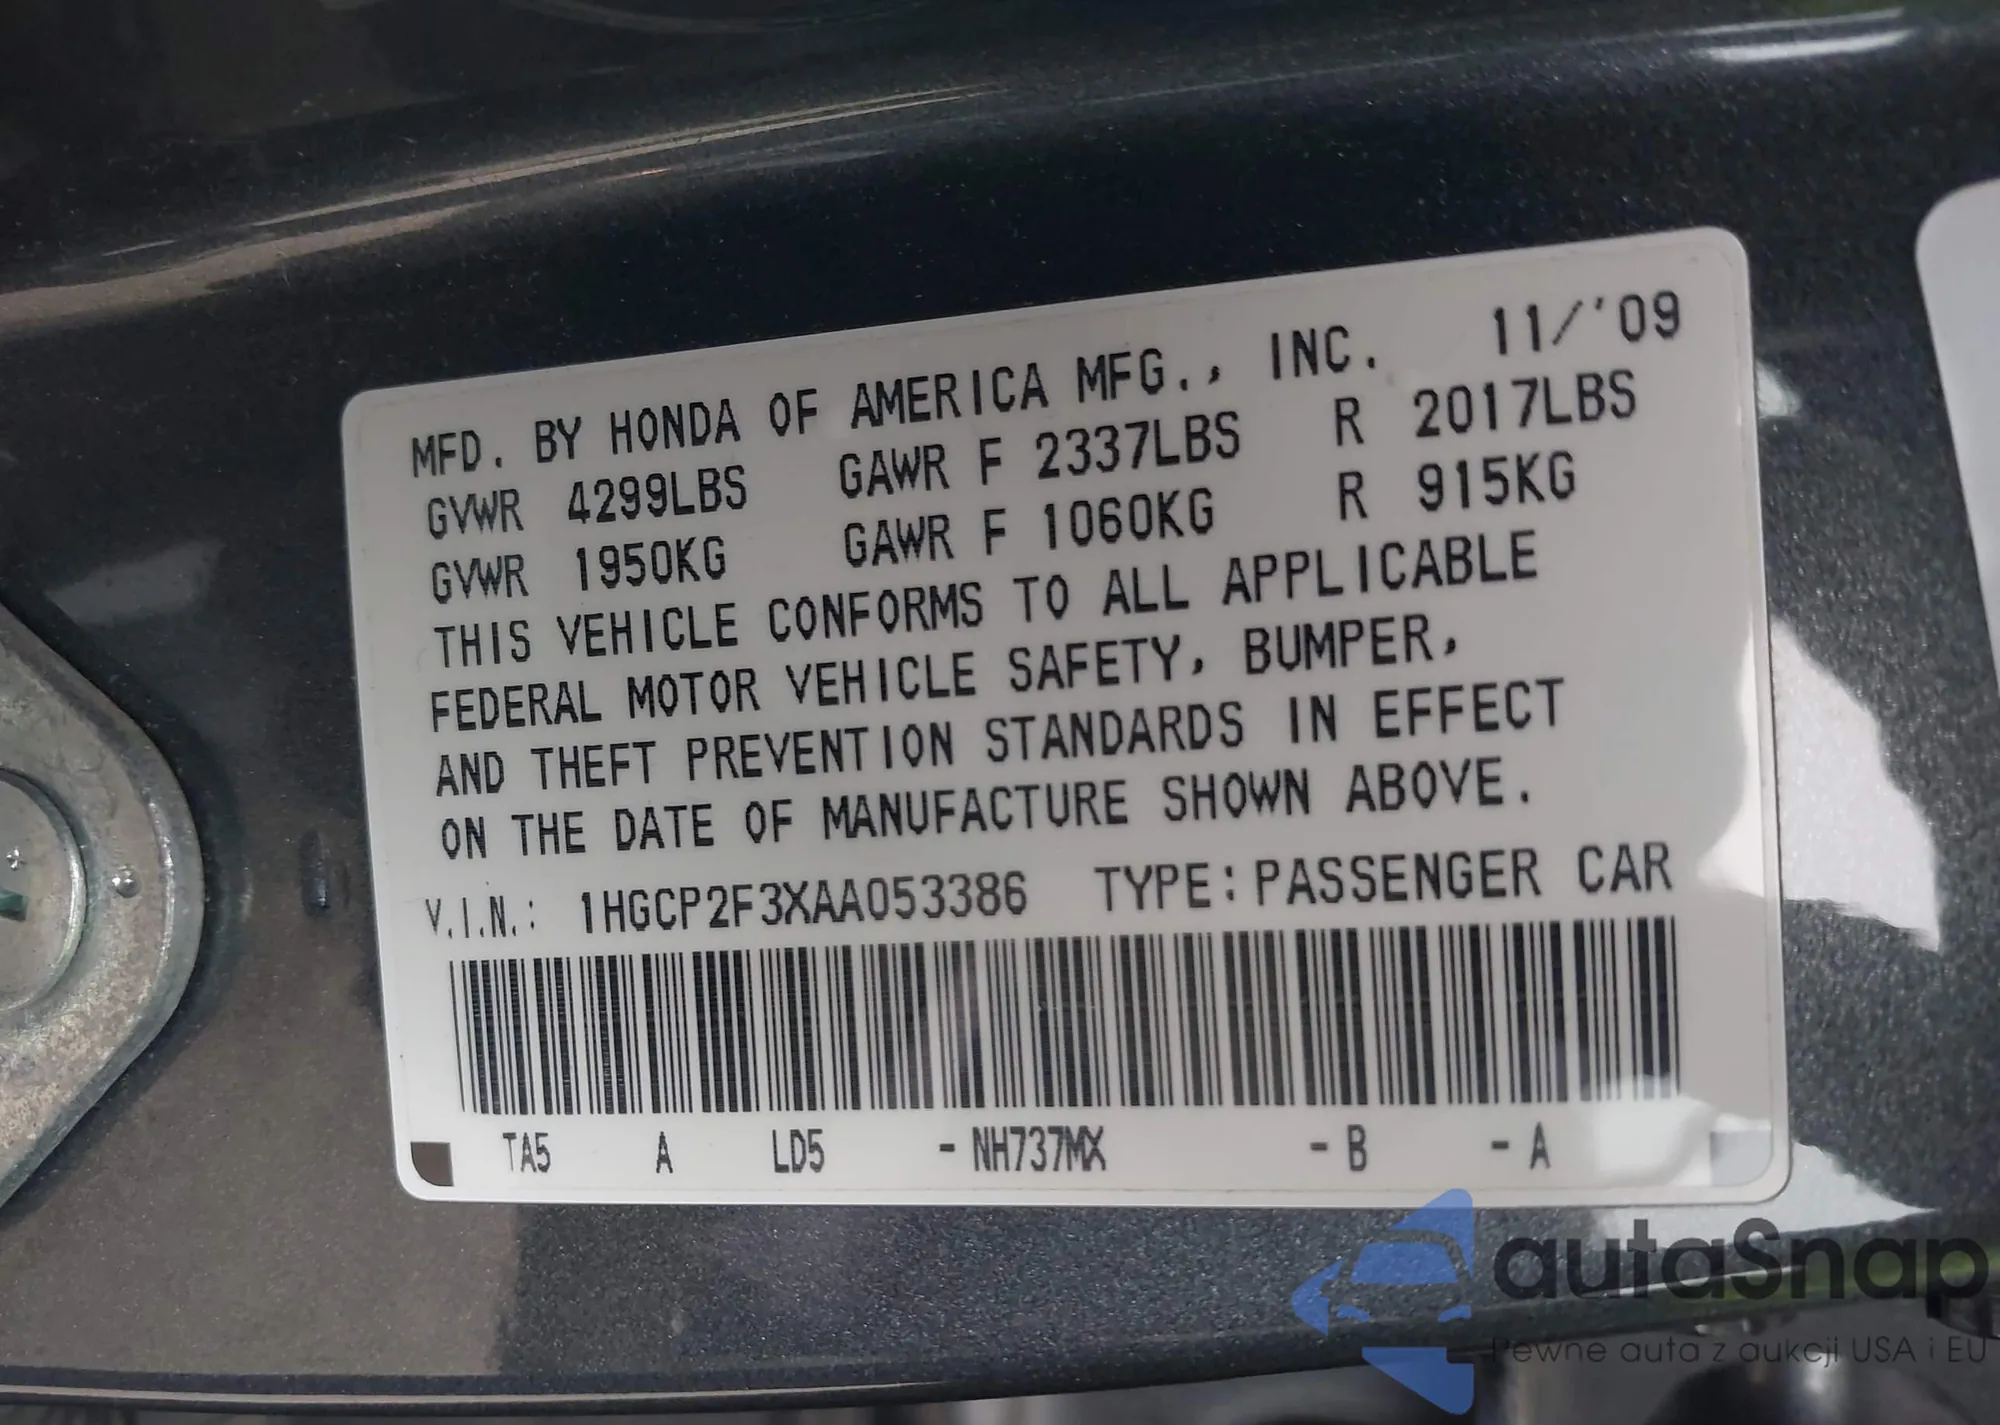 MFD. BY HONDA OF AMERICA MFG., INC. 11/'09
GVWR 4299LBS GAWR F 2337LBS R 2017LBS
GVWR 1950KG GAWR F 1060KG R 915KG
THIS VEHICLE CONFORMS TO ALL APPLICABLE
FEDERAL MOTOR VEHICLE SAFETY, BUMPER,
AND THEFT PREVENTION STANDARDS IN EFFECT
ON THE DATE OF MANUFACTURE SHOWN ABOVE.
V.I.N.: 1HGCP2F3XAA053386 TYPE:PASSENGER CAR
TA5 A LD5 -NH737MX -B -A
autaSnap
Pewne auta z aukcji USA i EU